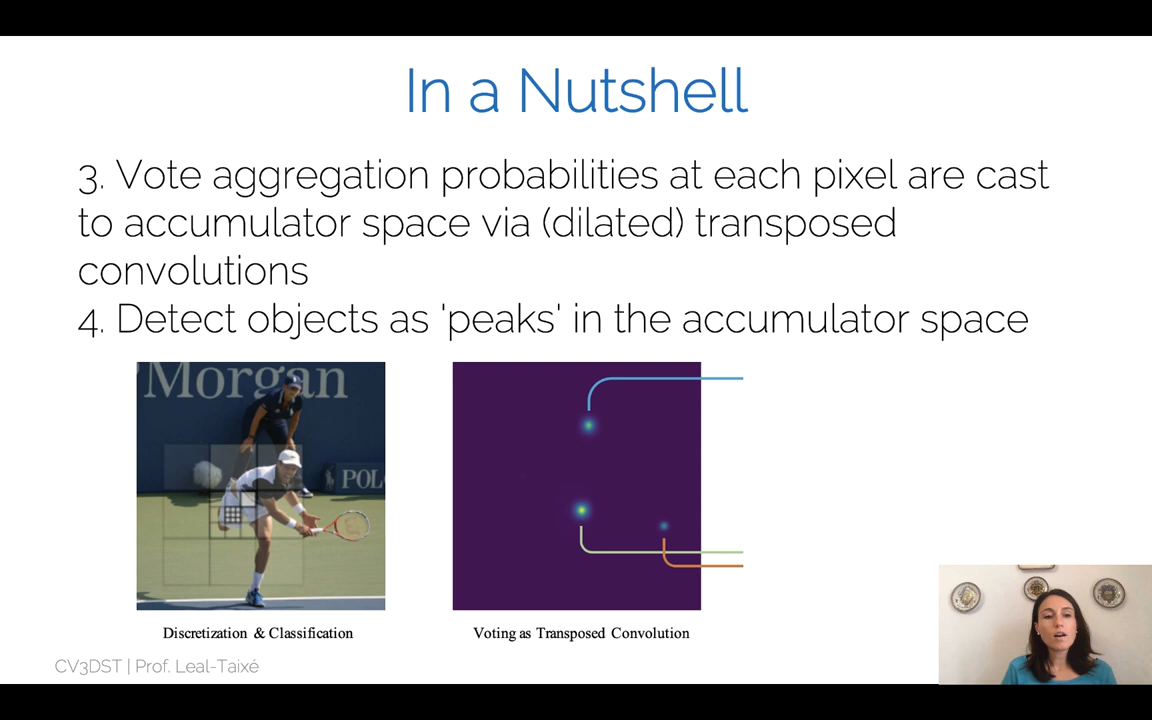 In a Nutshell
3. Vote aggregation probabilities at each pixel are cast
to accumulator space via (dilated) transposed
convolutions
4. Detect objects as 'peaks' in the accumulator space
Morgan
POL
Discretization & Classification
Voting as Transposed Convolution
CV3DST | Prof. Leal-Taixé